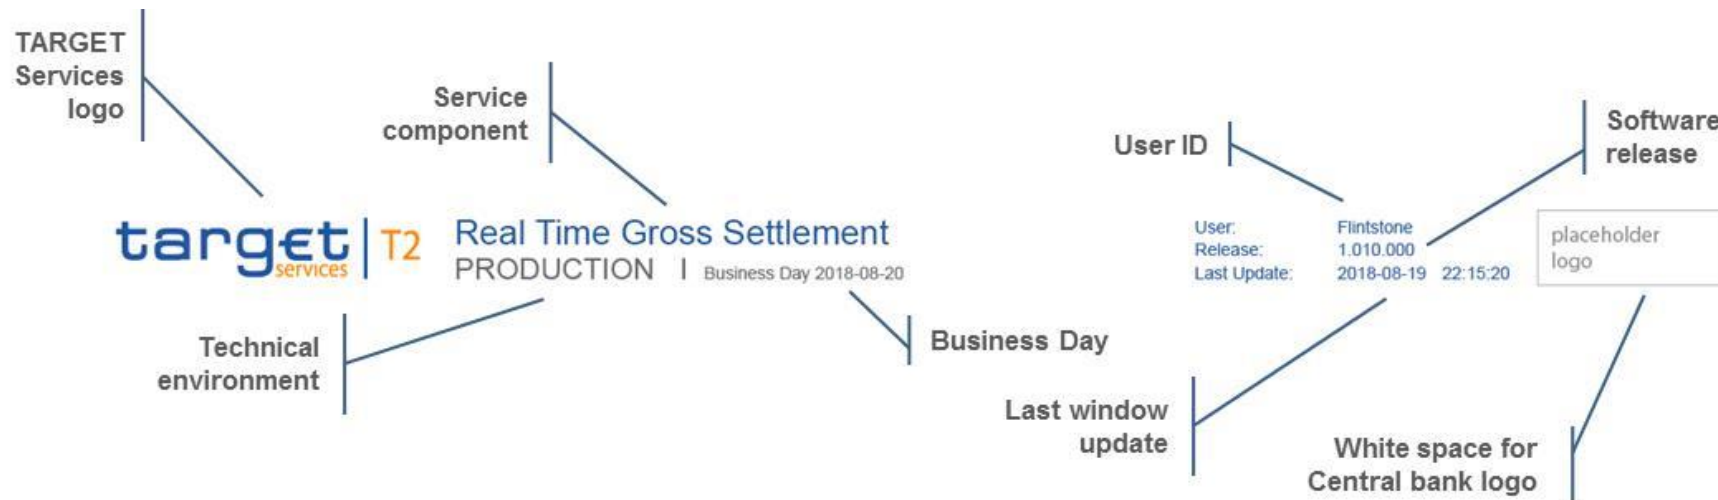 TARGET
Services
logo
Service
component
User ID
Software
release
target
services
T2
Real Time Gross Settlement
PRODUCTION | Business Day 2018-08-20
User: Flintstone
Release: 1.010.000
Last Update: 2018-08-19 22:15:20
placeholder
logo
Technical
environment
Business Day
Last window
update
White space for
Central bank logo